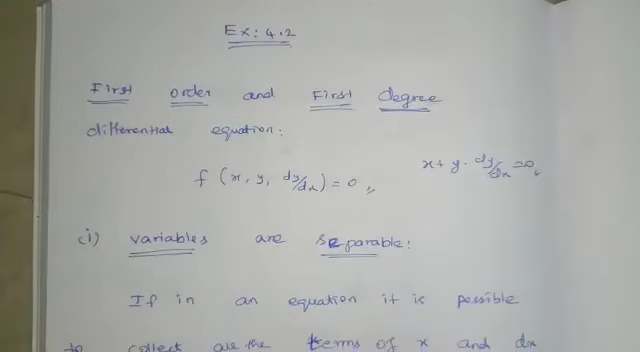 Ex: 4.2
First order and First degree
differential equation:
f (x, y, dy/dx) = 0,, x + y . dy/dx = 0,,
(i) variables are separable:
If in an equation it is possible
to collect all the terms of x and dx